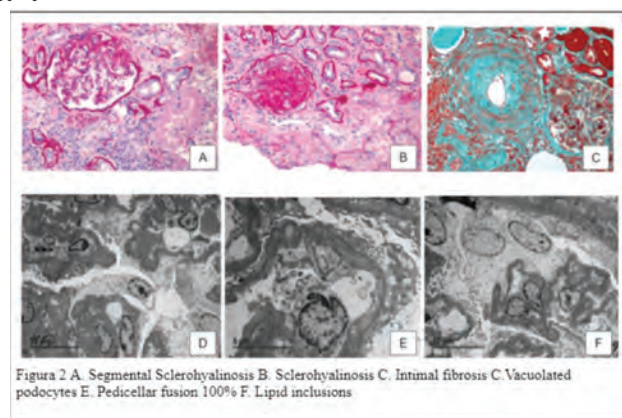 A
B
C
D
E
F
Figura 2 A. Segmental Sclerohyalinosis B. Sclerohyalinosis C. Intimal fibrosis C.Vacuolated
podocytes E. Pedicellar fusion 100% F. Lipid inclusions